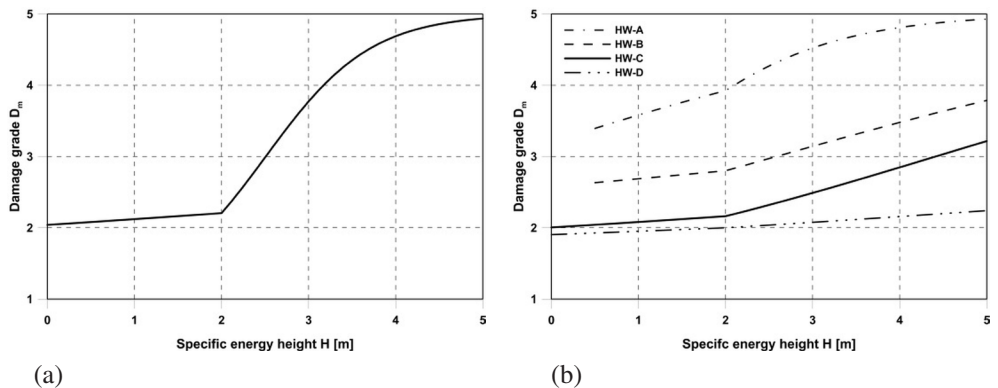 5
4
3
2
1
Damage grade Dm
0 1 2 3 4 5
Specific energy height H [m]
(a)
5
4
3
2
1
Damage grade Dm
HW-A
HW-B
HW-C
HW-D
0 1 2 3 4 5
Specific energy height H [m]
(b)